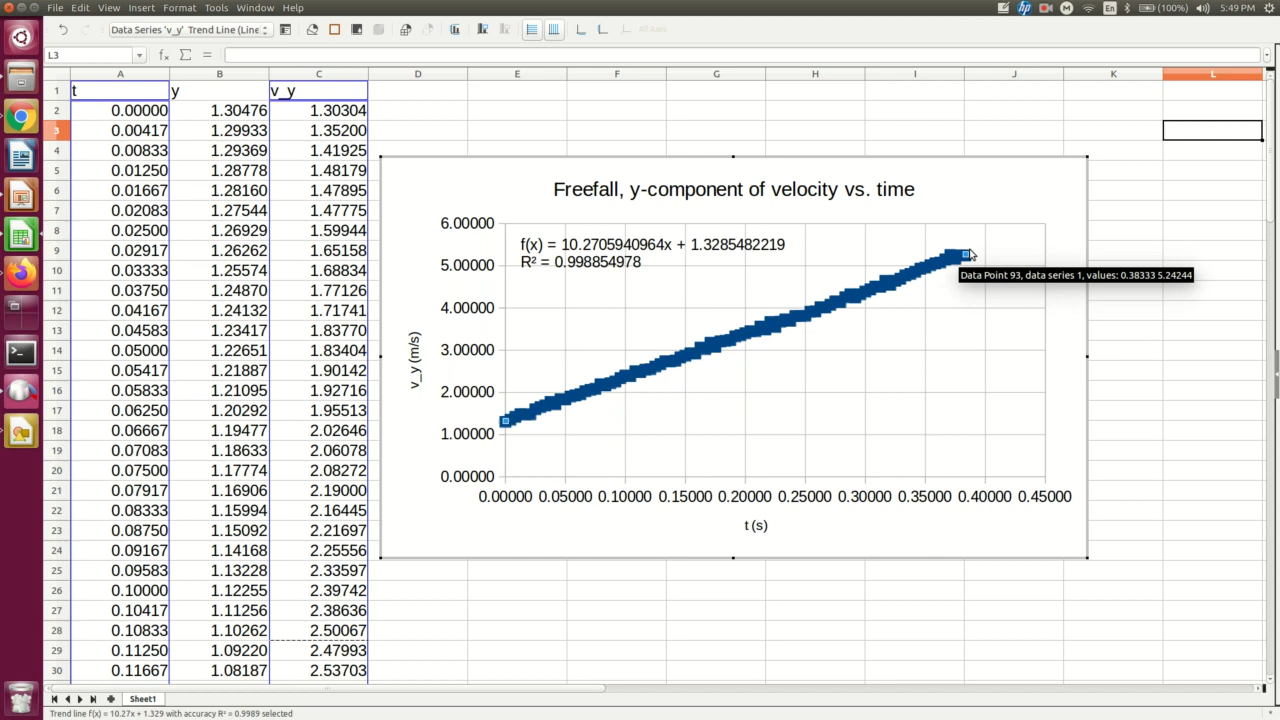 File Edit View Insert Format Tools Window Help
En (100%) 5:49 PM
Data Series 'v_y' Trend Line (Line
All Axes
L3
A B C D E F G H I J K L
1 t y v_y
2 0.00000 1.30476 1.30304
3 0.00417 1.29933 1.35200
4 0.00833 1.29369 1.41925
5 0.01250 1.28778 1.48179
6 0.01667 1.28160 1.47895
7 0.02083 1.27544 1.47775
8 0.02500 1.26929 1.59944
9 0.02917 1.26262 1.65158
10 0.03333 1.25574 1.68834
11 0.03750 1.24870 1.77126
12 0.04167 1.24132 1.71741
13 0.04583 1.23417 1.83770
14 0.05000 1.22651 1.83404
15 0.05417 1.21887 1.90142
16 0.05833 1.21095 1.92716
17 0.06250 1.20292 1.95513
18 0.06667 1.19477 2.02646
19 0.07083 1.18633 2.06078
20 0.07500 1.17774 2.08272
21 0.07917 1.16906 2.19000
22 0.08333 1.15994 2.16445
23 0.08750 1.15092 2.21697
24 0.09167 1.14168 2.25556
25 0.09583 1.13228 2.33597
26 0.10000 1.12255 2.39742
27 0.10417 1.11256 2.38636
28 0.10833 1.10262 2.50067
29 0.11250 1.09220 2.47993
30 0.11667 1.08187 2.53703
Freefall, y-component of velocity vs. time
f(x) = 10.2705940964x + 1.3285482219
R² = 0.998854978
Data Point 93, data series 1, values: 0.38333 5.24244
v_y (m/s)
6.00000
5.00000
4.00000
3.00000
2.00000
1.00000
0.00000
0.00000 0.05000 0.10000 0.15000 0.20000 0.25000 0.30000 0.35000 0.40000 0.45000
t (s)
Sheet1
Trend line f(x) = 10.27x + 1.329 with accuracy R² = 0.9989 selected